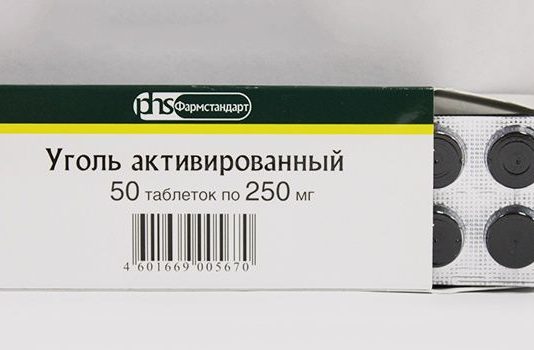 phs Фармстандарт
Уголь активированный
50 таблеток по 250 мг
4 601669 005670